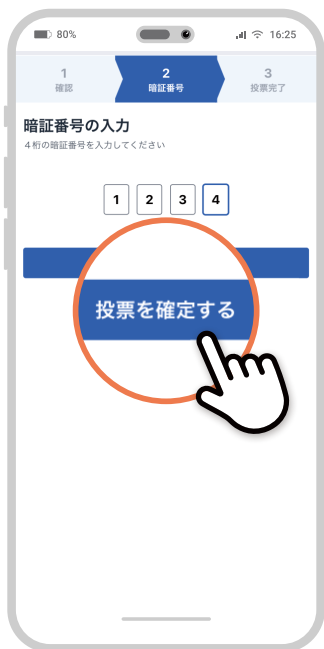 80% 16:25
1 2 3
確認 暗証番号 投票完了
暗証番号の入力
4桁の暗証番号を入力してください
1 2 3 4
投票を確定する